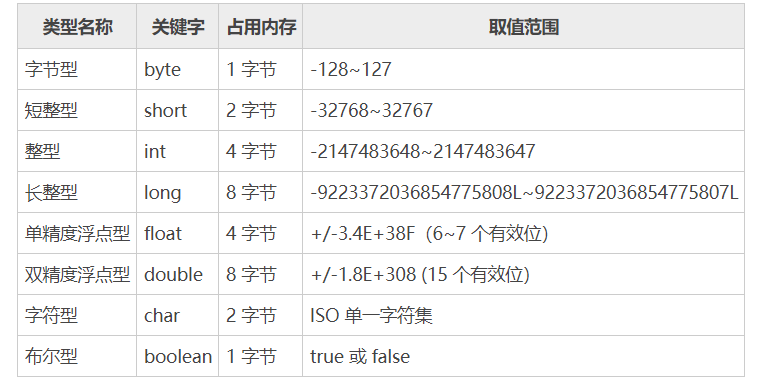 类型名称 关键字 占用内存 取值范围
字节型 byte 1 字节 -128~127
短整型 short 2 字节 -32768~32767
整型 int 4 字节 -2147483648~2147483647
长整型 long 8 字节 -9223372036854775808L~9223372036854775807L
单精度浮点型 float 4 字节 +/-3.4E+38F（6~7 个有效位）
双精度浮点型 double 8 字节 +/-1.8E+308 (15 个有效位）
字符型 char 2 字节 ISO 单一字符集
布尔型 boolean 1 字节 true 或 false